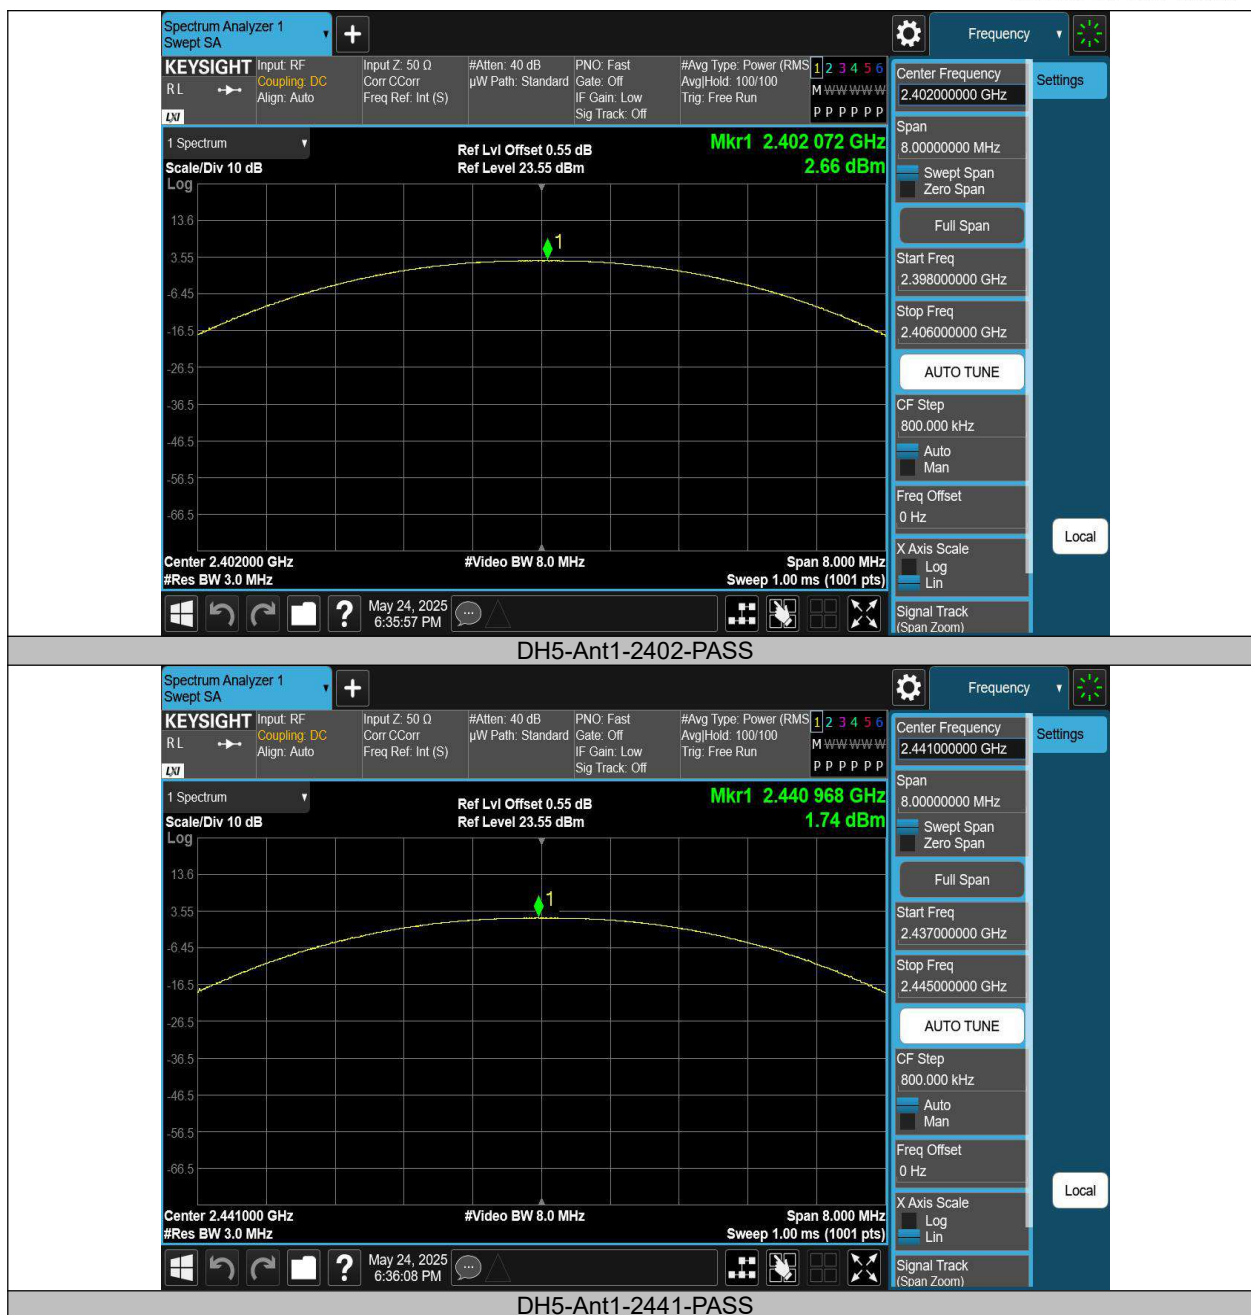 Spectrum Analyzer 1
Swept SA
Frequency
KEYSIGHT
R L
LXI
Input: RF
Coupling: DC
Align: Auto
Input Z: 50 Ω
Corr CCorr
Freq Ref: Int (S)
#Atten: 40 dB
µW Path: Standard
PNO: Fast
Gate: Off
IF Gain: Low
Sig Track: Off
#Avg Type: Power (RMS
Avg|Hold: 100/100
Trig: Free Run
1 2 3 4 5 6
M W W W W W
P P P P P P
1 Spectrum
Scale/Div 10 dB
Log
Ref Lvl Offset 0.55 dB
Ref Level 23.55 dBm
Mkr1 2.402 072 GHz
2.66 dBm
1
13.6
3.55
-6.45
-16.5
-26.5
-36.5
-46.5
-56.5
-66.5
Center 2.402000 GHz
#Res BW 3.0 MHz
#Video BW 8.0 MHz
Span 8.000 MHz
Sweep 1.00 ms (1001 pts)
?
May 24, 2025
6:35:57 PM
Center Frequency
2.402000000 GHz
Settings
Span
8.00000000 MHz
Swept Span
Zero Span
Full Span
Start Freq
2.398000000 GHz
Stop Freq
2.406000000 GHz
AUTO TUNE
CF Step
800.000 kHz
Auto
Man
Freq Offset
0 Hz
Local
X Axis Scale
Log
Lin
Signal Track
(Span Zoom)
DH5-Ant1-2402-PASS
Spectrum Analyzer 1
Swept SA
Frequency
KEYSIGHT
R L
LXI
Input: RF
Coupling: DC
Align: Auto
Input Z: 50 Ω
Corr CCorr
Freq Ref: Int (S)
#Atten: 40 dB
µW Path: Standard
PNO: Fast
Gate: Off
IF Gain: Low
Sig Track: Off
#Avg Type: Power (RMS
Avg|Hold: 100/100
Trig: Free Run
1 2 3 4 5 6
M W W W W W
P P P P P P
1 Spectrum
Scale/Div 10 dB
Log
Ref Lvl Offset 0.55 dB
Ref Level 23.55 dBm
Mkr1 2.440 968 GHz
1.74 dBm
1
13.6
3.55
-6.45
-16.5
-26.5
-36.5
-46.5
-56.5
-66.5
Center 2.441000 GHz
#Res BW 3.0 MHz
#Video BW 8.0 MHz
Span 8.000 MHz
Sweep 1.00 ms (1001 pts)
?
May 24, 2025
6:36:08 PM
Center Frequency
2.441000000 GHz
Settings
Span
8.00000000 MHz
Swept Span
Zero Span
Full Span
Start Freq
2.437000000 GHz
Stop Freq
2.445000000 GHz
AUTO TUNE
CF Step
800.000 kHz
Auto
Man
Freq Offset
0 Hz
Local
X Axis Scale
Log
Lin
Signal Track
(Span Zoom)
DH5-Ant1-2441-PASS